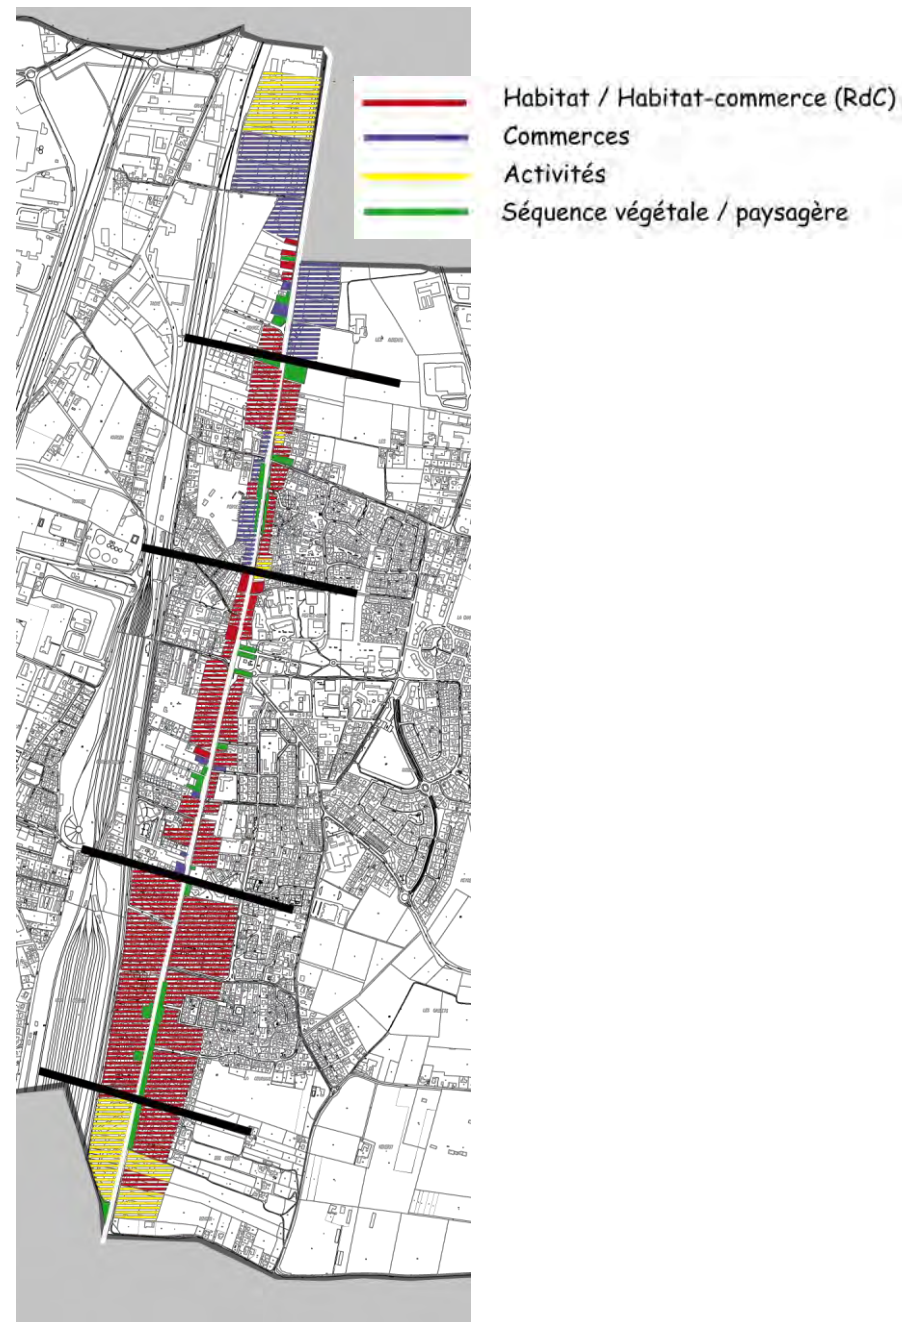 Habitat / Habitat-commerce (RdC)
Commerces
Activités
Séquence végétale / paysagère